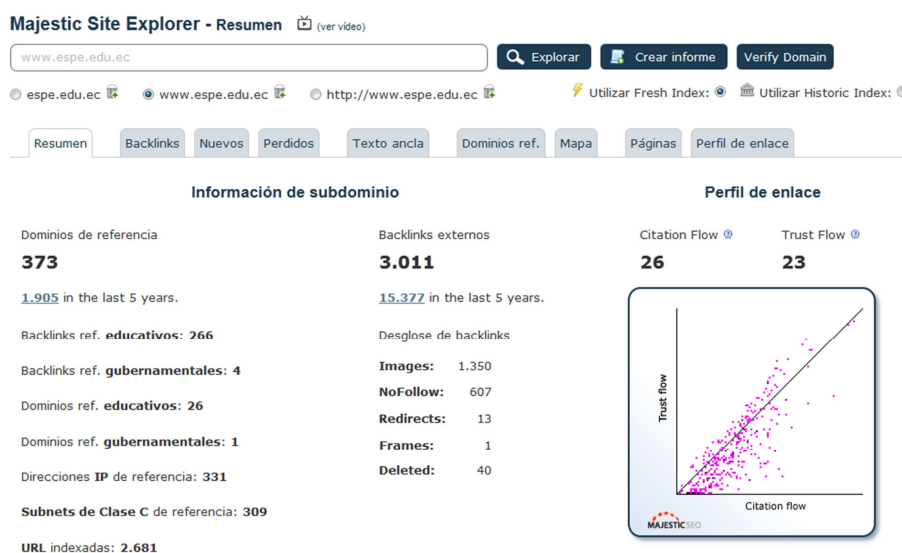 Majestic Site Explorer - Resumen (ver vídeo)
www.espe.edu.ec Explorar Crear informe Verify Domain
espe.edu.ec www.espe.edu.ec http://www.espe.edu.ec Utilizar Fresh Index: Utilizar Historic Index:
Resumen Backlinks Nuevos Perdidos Texto ancla Dominios ref. Mapa Páginas Perfil de enlace
Información de subdominio Perfil de enlace
Dominios de referencia Backlinks externos Citation Flow ? Trust Flow ?
373 3.011 26 23
1.905 in the last 5 years. 15.377 in the last 5 years.
Backlinks ref. educativos: 266 Desglose de backlinks
Backlinks ref. gubernamentales: 4 Images: 1.350
NoFollow: 607
Dominios ref. educativos: 26 Redirects: 13
Dominios ref. gubernamentales: 1 Frames: 1
Direcciones IP de referencia: 331 Deleted: 40
Subnets de Clase C de referencia: 309
URL indexadas: 2.681
Trust flow
Citation flow
MAJESTICSEO